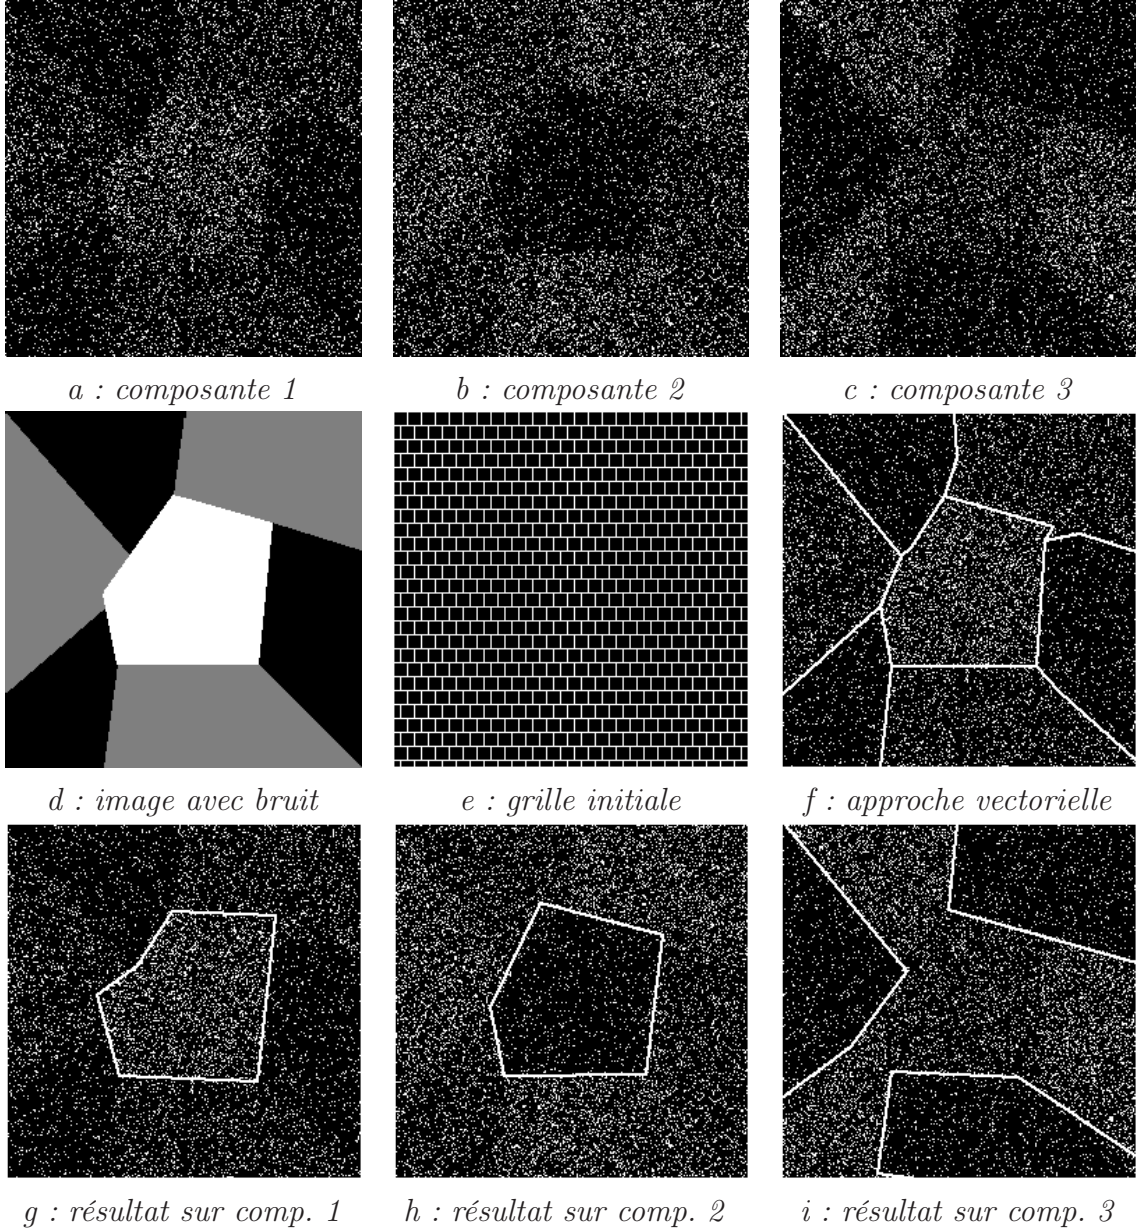 a : composante 1
b : composante 2
c : composante 3
d : image avec bruit
e : grille initiale
f : approche vectorielle
g : résultat sur comp. 1
h : résultat sur comp. 2
i : résultat sur comp. 3